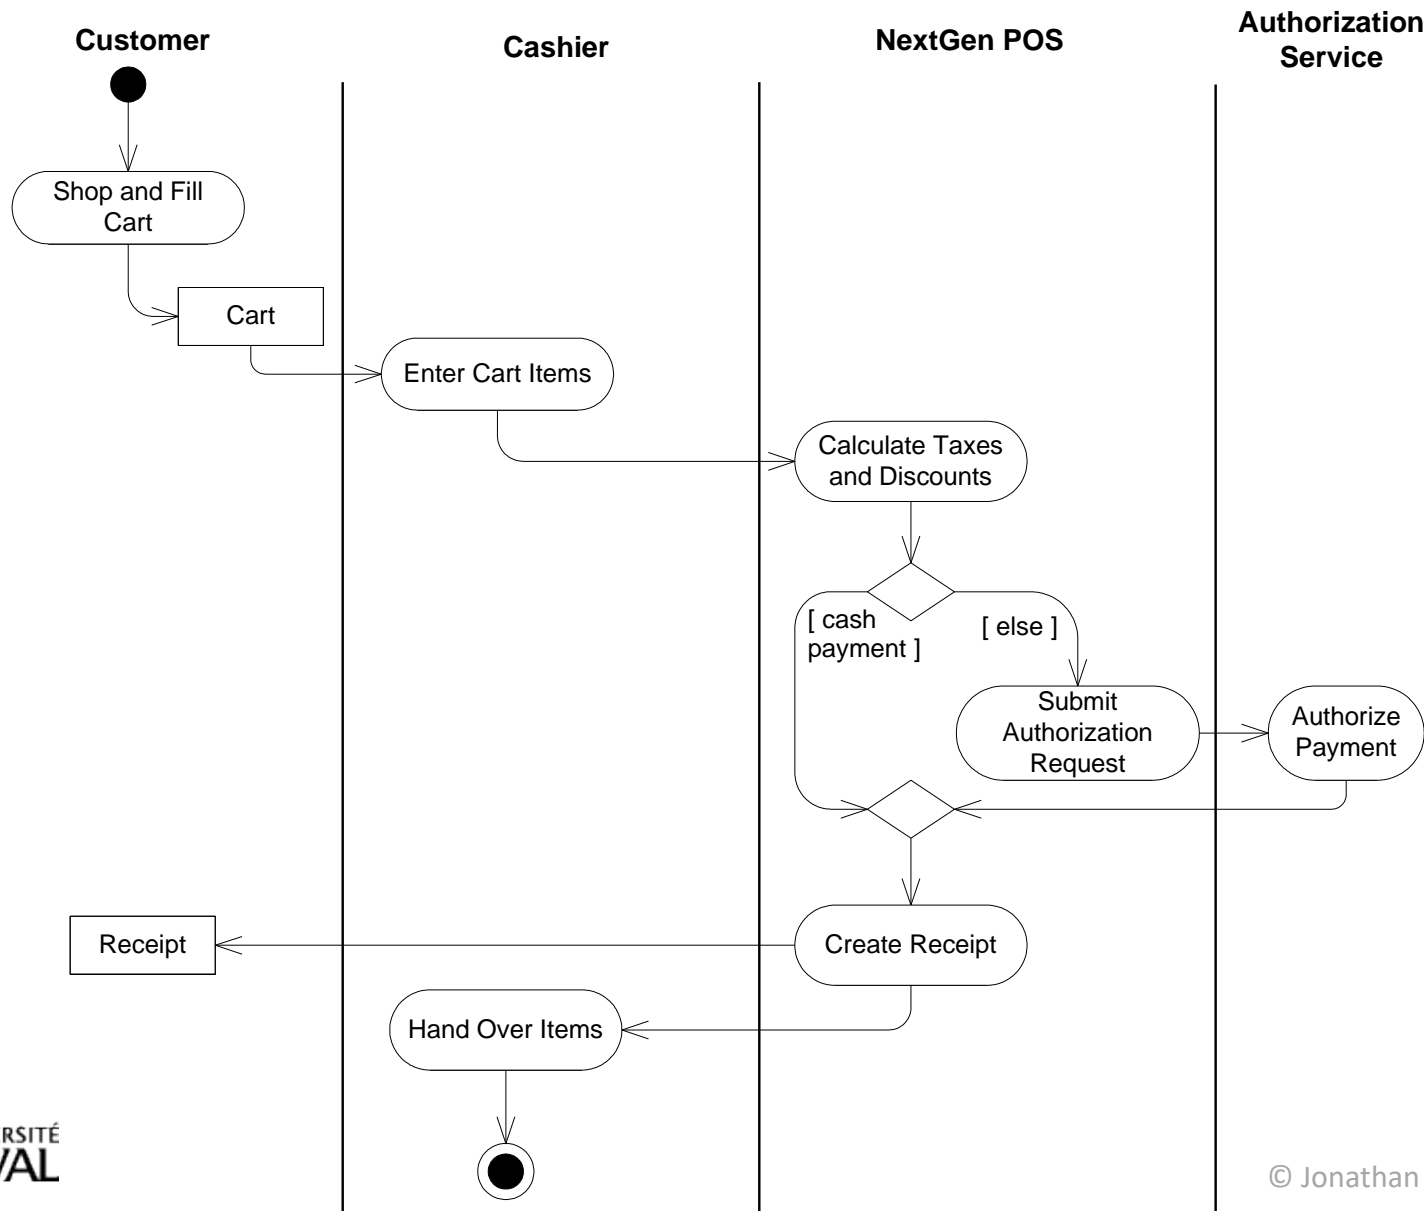 Customer
Cashier
NextGen POS
Authorization
Service
Shop and Fill
Cart
Cart
Enter Cart Items
Calculate Taxes
and Discounts
[ cash
payment ]
[ else ]
Submit
Authorization
Request
Authorize
Payment
Receipt
Create Receipt
Hand Over Items
© Jonathan